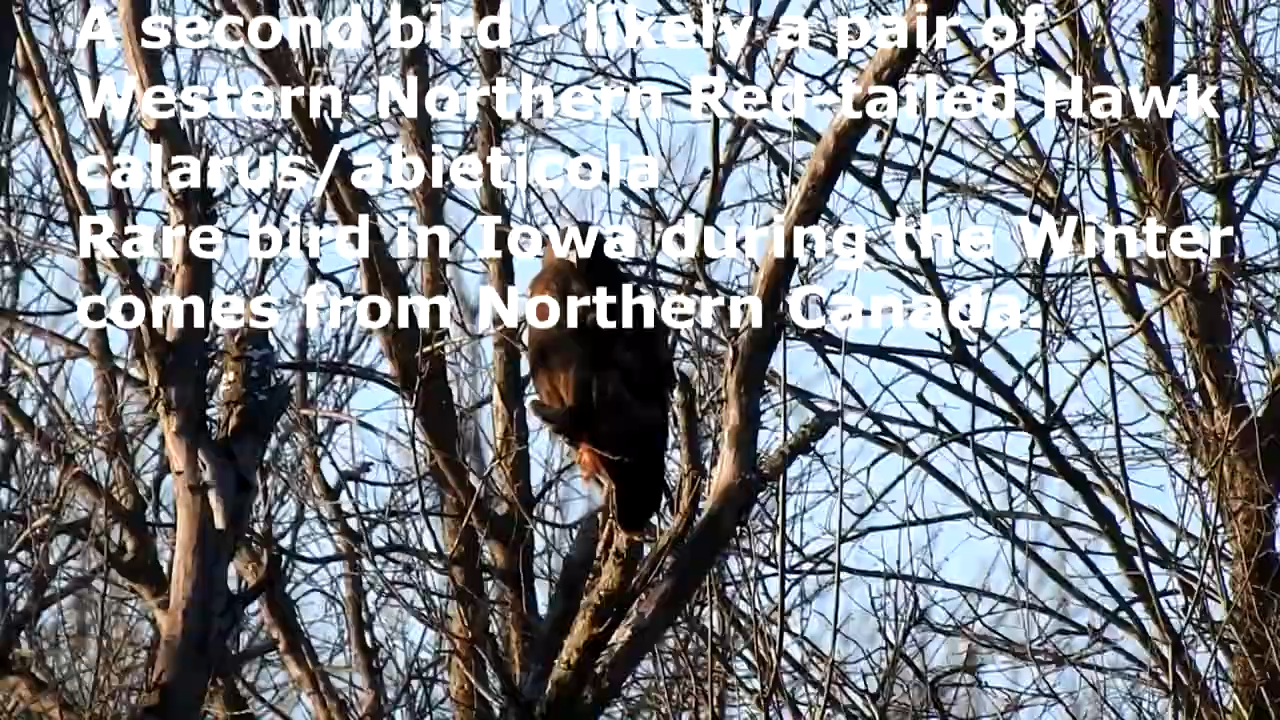 A second bird - likely a pair of
Western-Northern Red-tailed Hawk
calarus/abieticola
Rare bird in Iowa during the Winter
comes from Northern Canada.